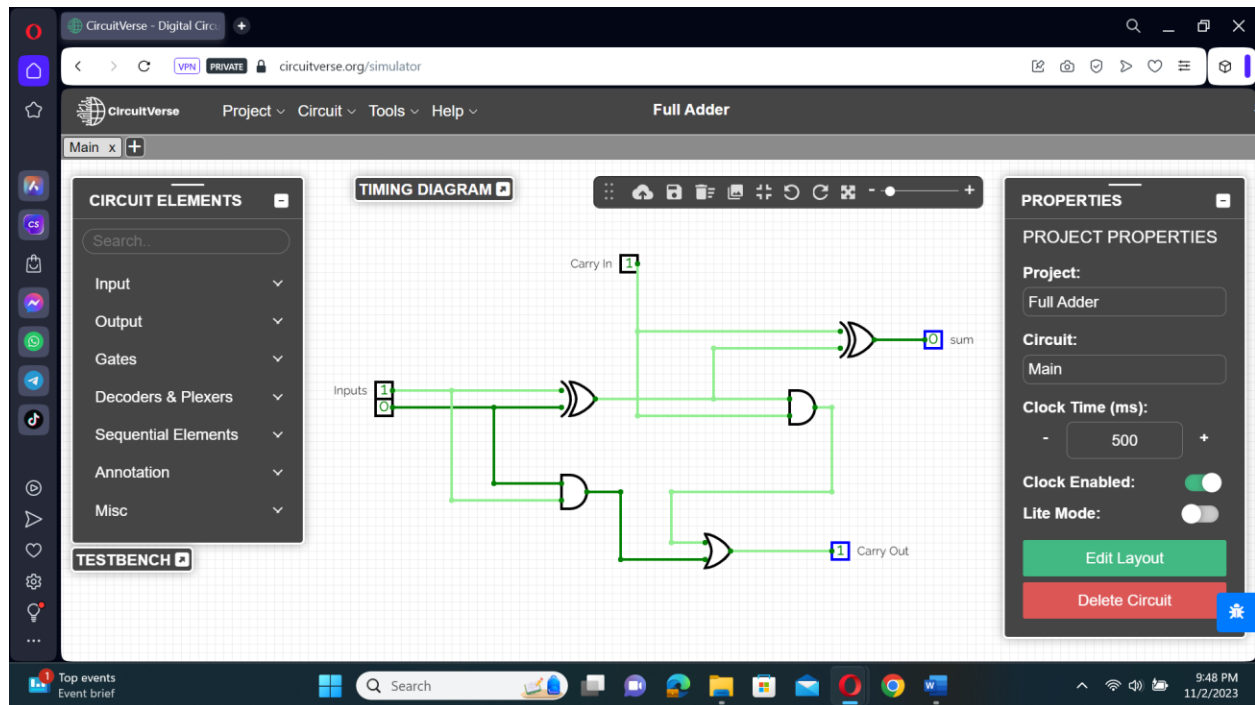 CircuitVerse - Digital Circu
VPN PRIVATE circuitverse.org/simulator
CircuitVerse Project Circuit Tools Help Full Adder
Main x +
CIRCUIT ELEMENTS -
Search..
Input
Output
Gates
Decoders & Plexers
Sequential Elements
Annotation
Misc
TESTBENCH
TIMING DIAGRAM
- +
Carry In 1
0 sum
Inputs 1
0
1 Carry Out
PROPERTIES -
PROJECT PROPERTIES
Project:
Full Adder
Circuit:
Main
Clock Time (ms):
- 500 +
Clock Enabled:
Lite Mode:
Edit Layout
Delete Circuit
CS
1
Top events
Event brief
Search
9:48 PM
11/2/2023